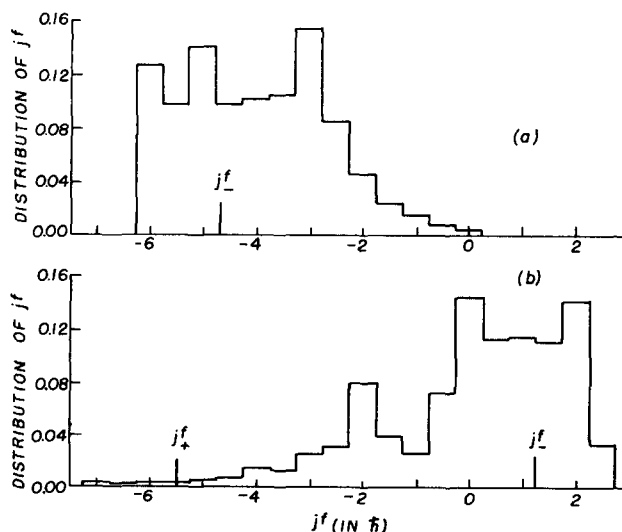 DISTRIBUTION OF jf
0.16
0.12
0.08
0.04
0.00
(a)
jf−
−6 −4 −2 0 2
DISTRIBUTION OF jf
0.16
0.12
0.08
0.04
0.00
(b)
jf+
jf−
−6 −4 −2 0 2
jf (IN ħ)